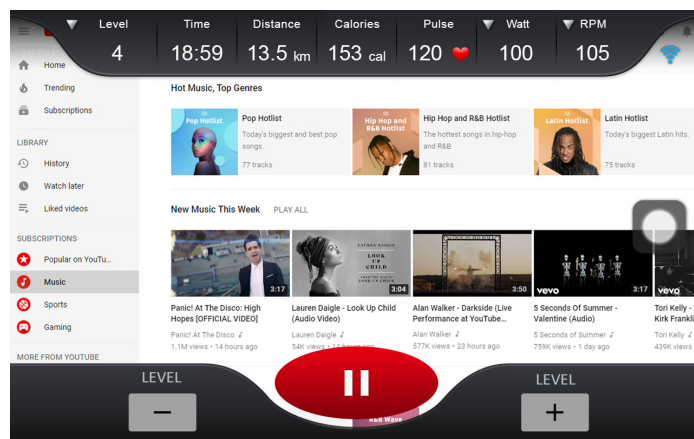 Level
Time
Distance
Calories
Pulse
Watt
RPM
4
18:59
13.5 km
153 cal
120
100
105
Home
Trending
Subscriptions
LIBRARY
History
Watch later
Liked videos
SUBSCRIPTIONS
Popular on YouTu...
Music
Sports
Gaming
MORE FROM YOUTUBE
Hot Music, Top Genres
Pop Hotlist
Pop Hotlist
Today's biggest and best pop
songs.
77 tracks
Hip Hop and
R&B Hotlist
Hip Hop and R&B Hotlist
The hottest songs in hip-hop
and R&B
81 tracks
Latin Hotlist
Latin Hotlist
Today's biggest Latin hits.
75 tracks
New Music This Week PLAY ALL
3:17
Panic! At The Disco: High
Hopes [OFFICIAL VIDEO]
Panic! At The Disco
1.1M views • 14 hours ago
LAUREN DAIGLE
LOOK
UP
CHILD
3:04
Lauren Daigle - Look Up Child
(Audio Video)
Lauren Daigle
54K views
hours ago
3:50
Alan Walker - Darkside (Live
Performance at YouTube...
Alan Walker
577K views • 23 hours ago
vevo
3:17
5 Seconds Of Summer -
Valentine (Audio)
5 Seconds of Summer
759K views • 1 day ago
vevo
Tori Kelly -
Kirk Frankli
Tori Kelly
439K views
LEVEL
LEVEL
R&B Wave